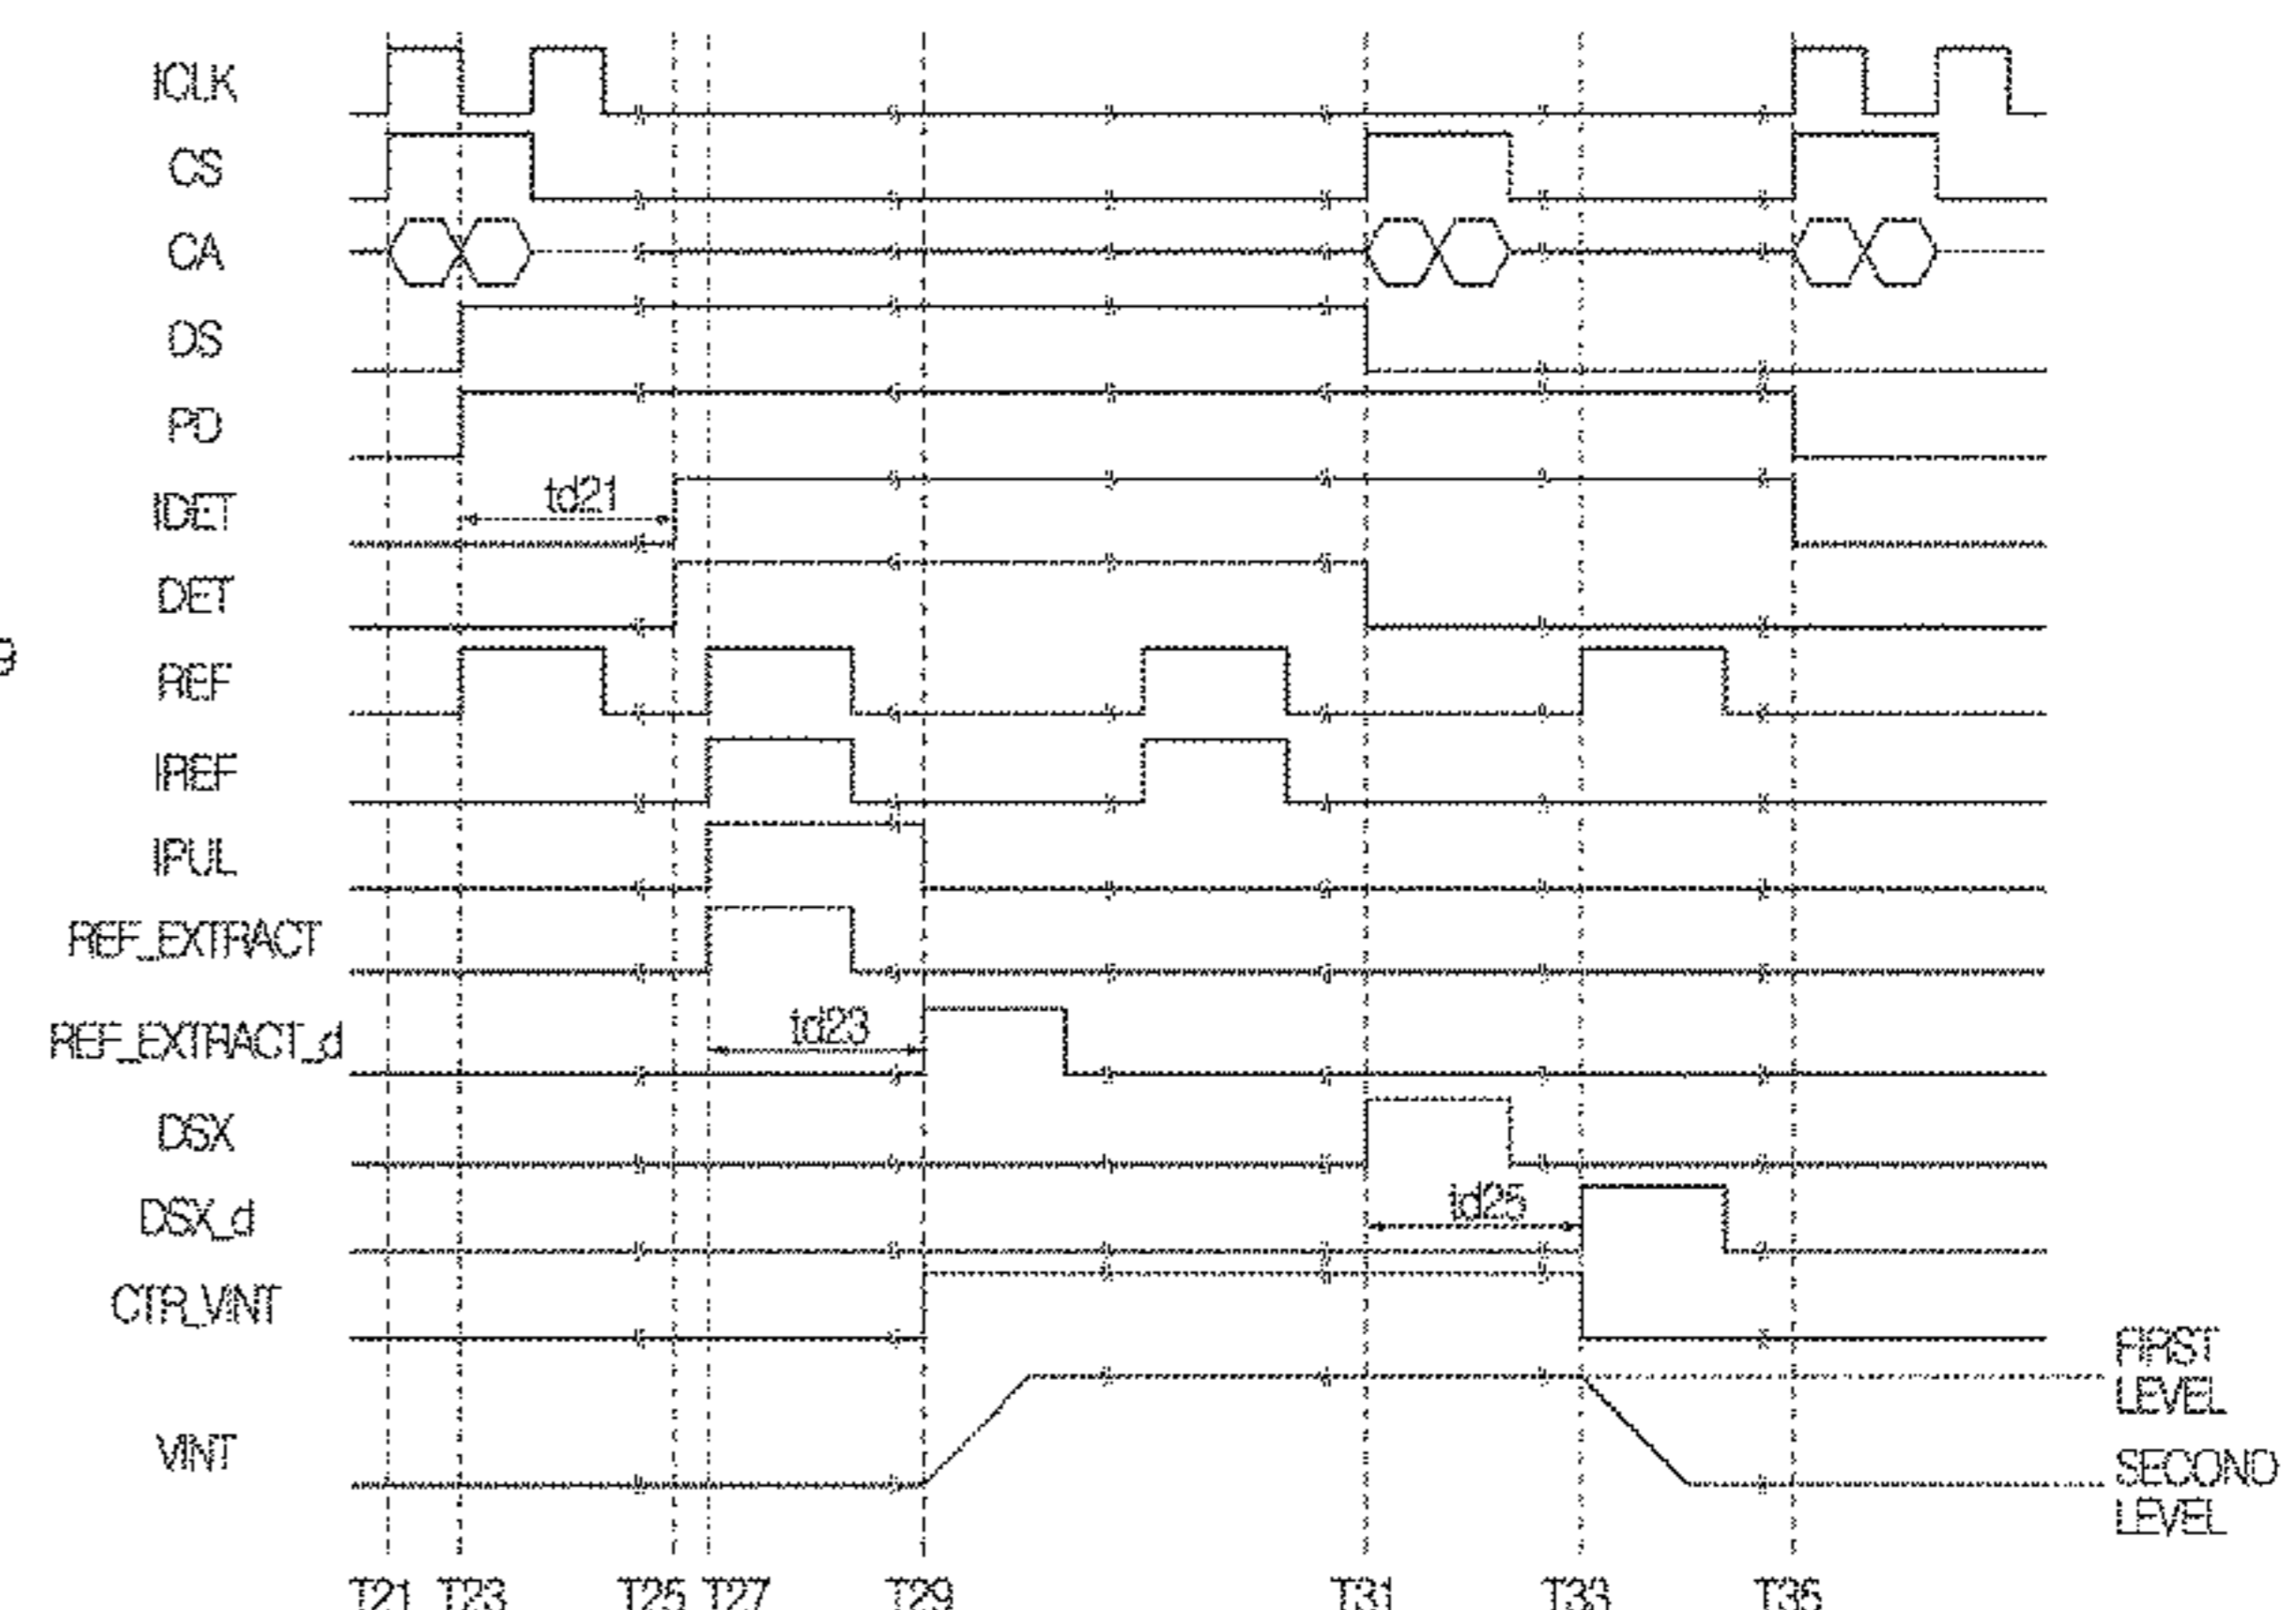 ICLK
CS
CA
DS
PD
IDET
td21
DET
REF
IREF
IPUL
REF_EXTRACT
REF_EXTRACT_d
td23
DSX
DSX_d
td25
CTR_VINT
VINT
FIRST
LEVEL
SECOND
LEVEL
T21 T23 T25 T27 T29 T31 T33 T35